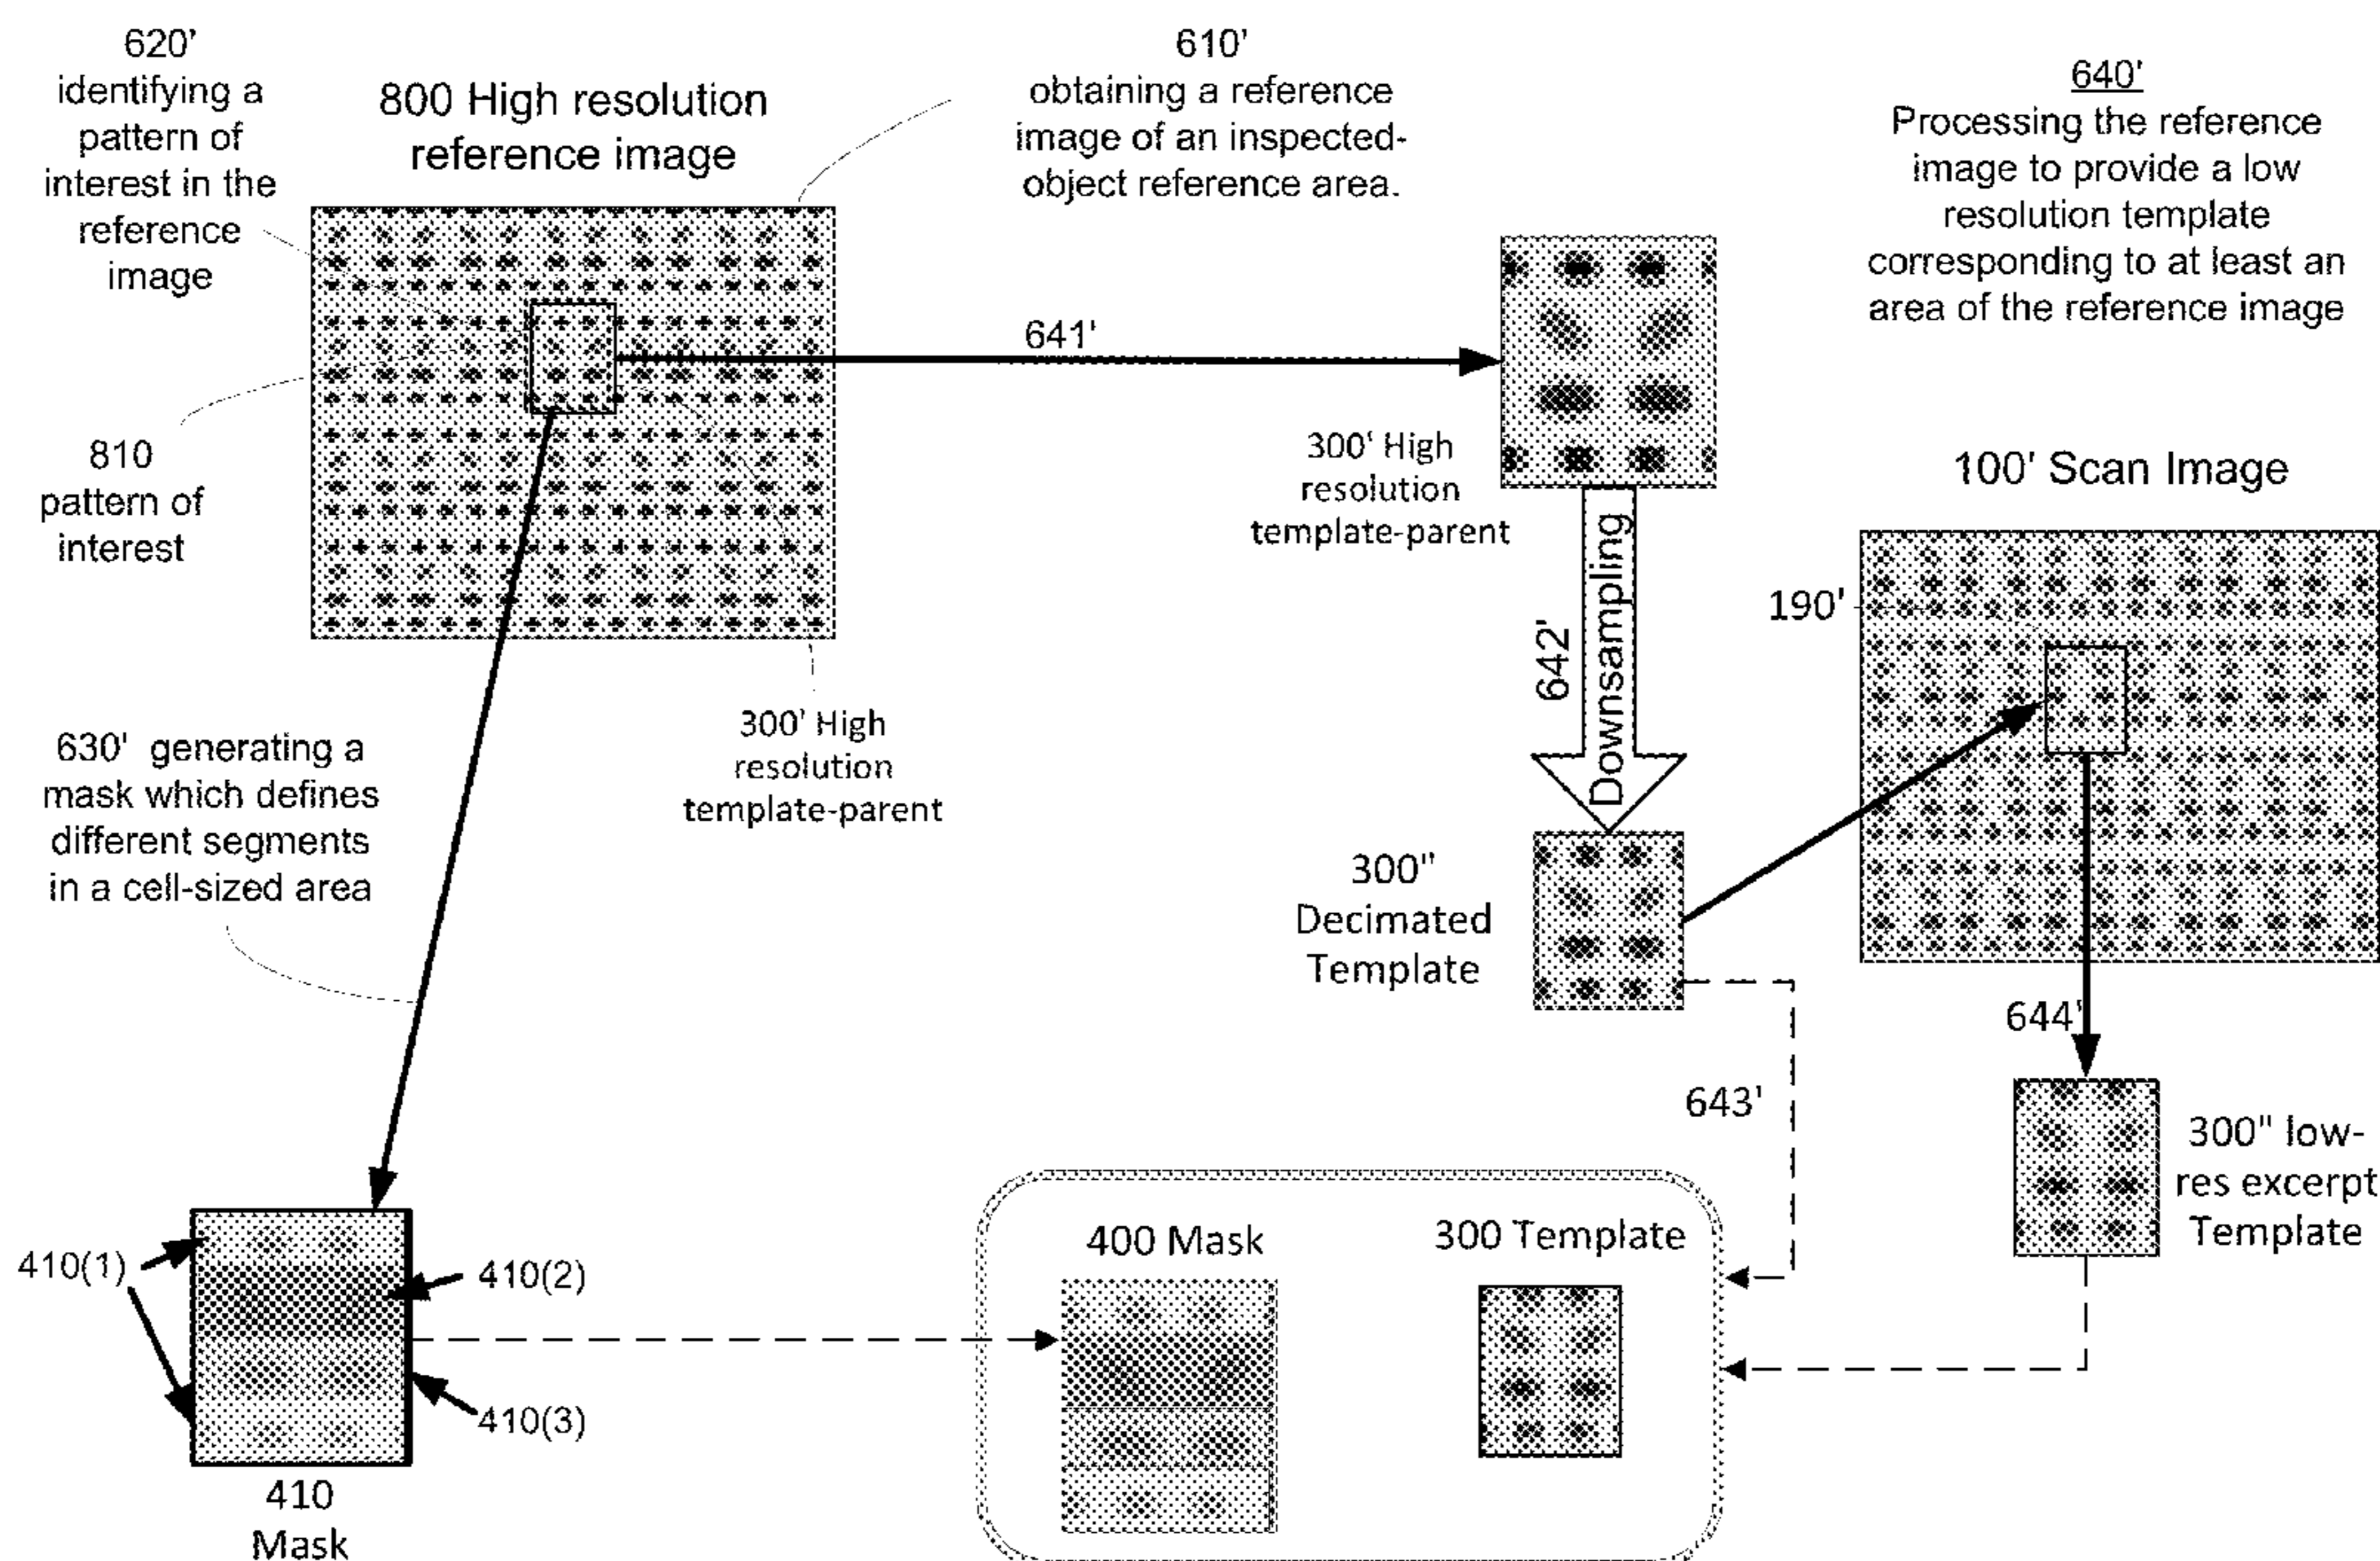 620'
identifying a
pattern of
interest in the
reference
image
800 High resolution
reference image
610'
obtaining a reference
image of an inspected-
object reference area.
640'
Processing the reference
image to provide a low
resolution template
corresponding to at least an
area of the reference image
641'
810
pattern of
interest
300' High
resolution
template-parent
100' Scan Image
190'
642'
Downsampling
300' High
resolution
template-parent
630' generating a
mask which defines
different segments
in a cell-sized area
300"
Decimated
Template
644'
643'
300" low-
res excerpt
Template
400 Mask
300 Template
410(1)
410(2)
410(3)
410
Mask